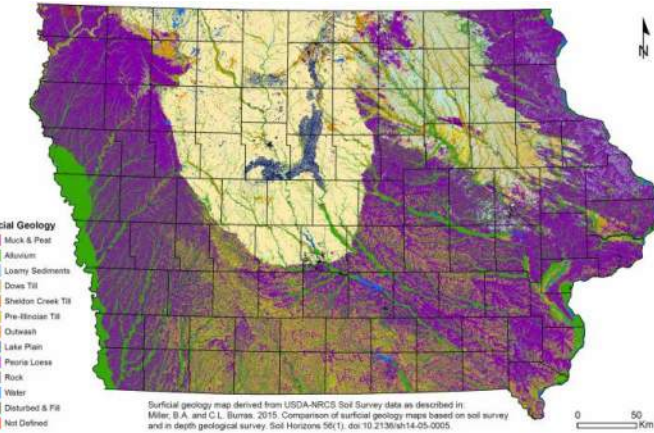 N
cial Geology
Muck & Peat
Alluvium
Loamy Sediments
Dows Till
Sheldon Creek Till
Pre-Illinoian Till
Outwash
Lake Plain
Peoria Loess
Rock
Water
Disturbed & Fill
Not Defined
Surficial geology map derived from USDA-NRCS Soil Survey data as described in:
Miller, B.A. and C.L. Burras. 2015. Comparison of surficial geology maps based on soil survey
and in depth geological survey. Soil Horizons 56(1). doi:10.2136/sh14-05-0005.
0 50
Km